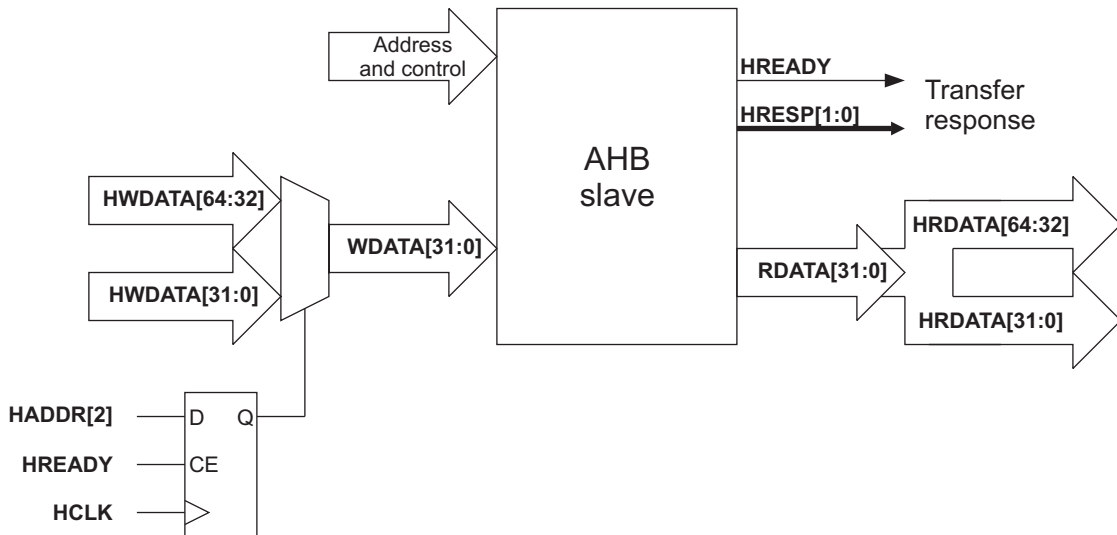 Address
and control
HREADY
HRESP[1:0]
Transfer
response
AHB
slave
HWDATA[64:32]
HWDATA[31:0]
WDATA[31:0]
RDATA[31:0]
HRDATA[64:32]
HRDATA[31:0]
HADDR[2]
D Q
HREADY
CE
HCLK